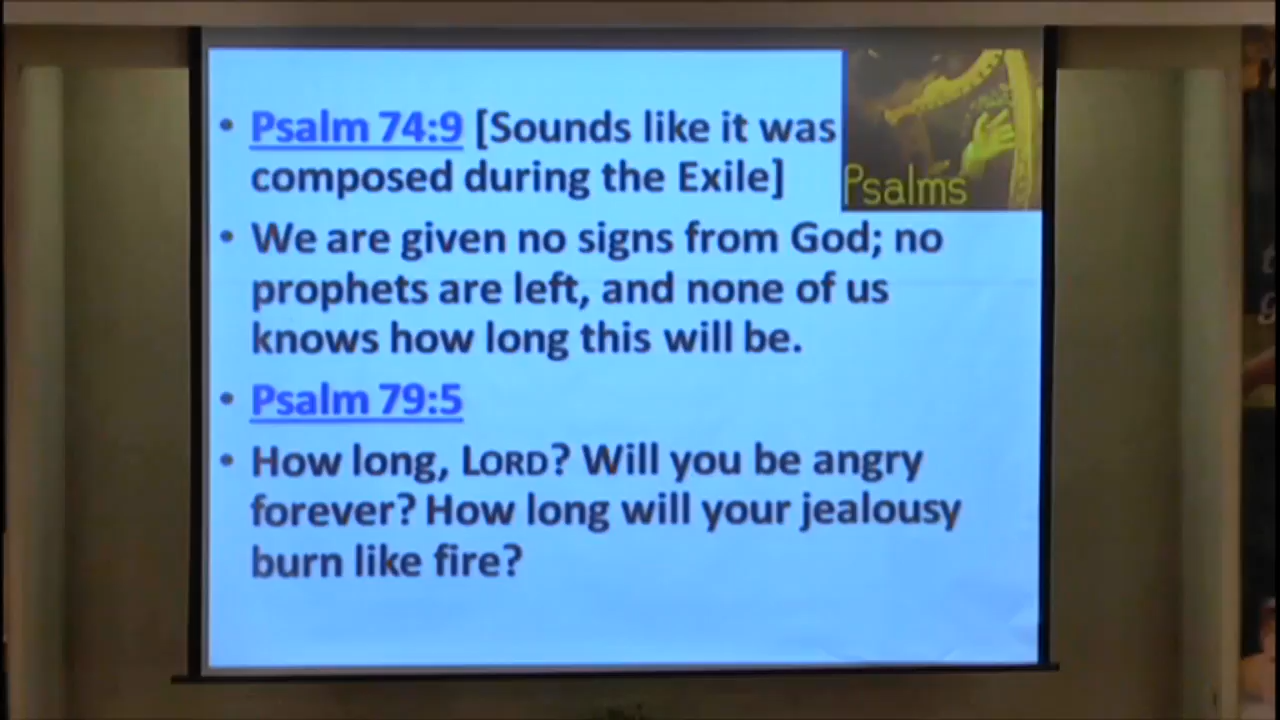 • Psalm 74:9 [Sounds like it was
composed during the Exile]
Psalms
• We are given no signs from God; no
prophets are left, and none of us
knows how long this will be.
• Psalm 79:5
• How long, LORD? Will you be angry
forever? How long will your jealousy
burn like fire?